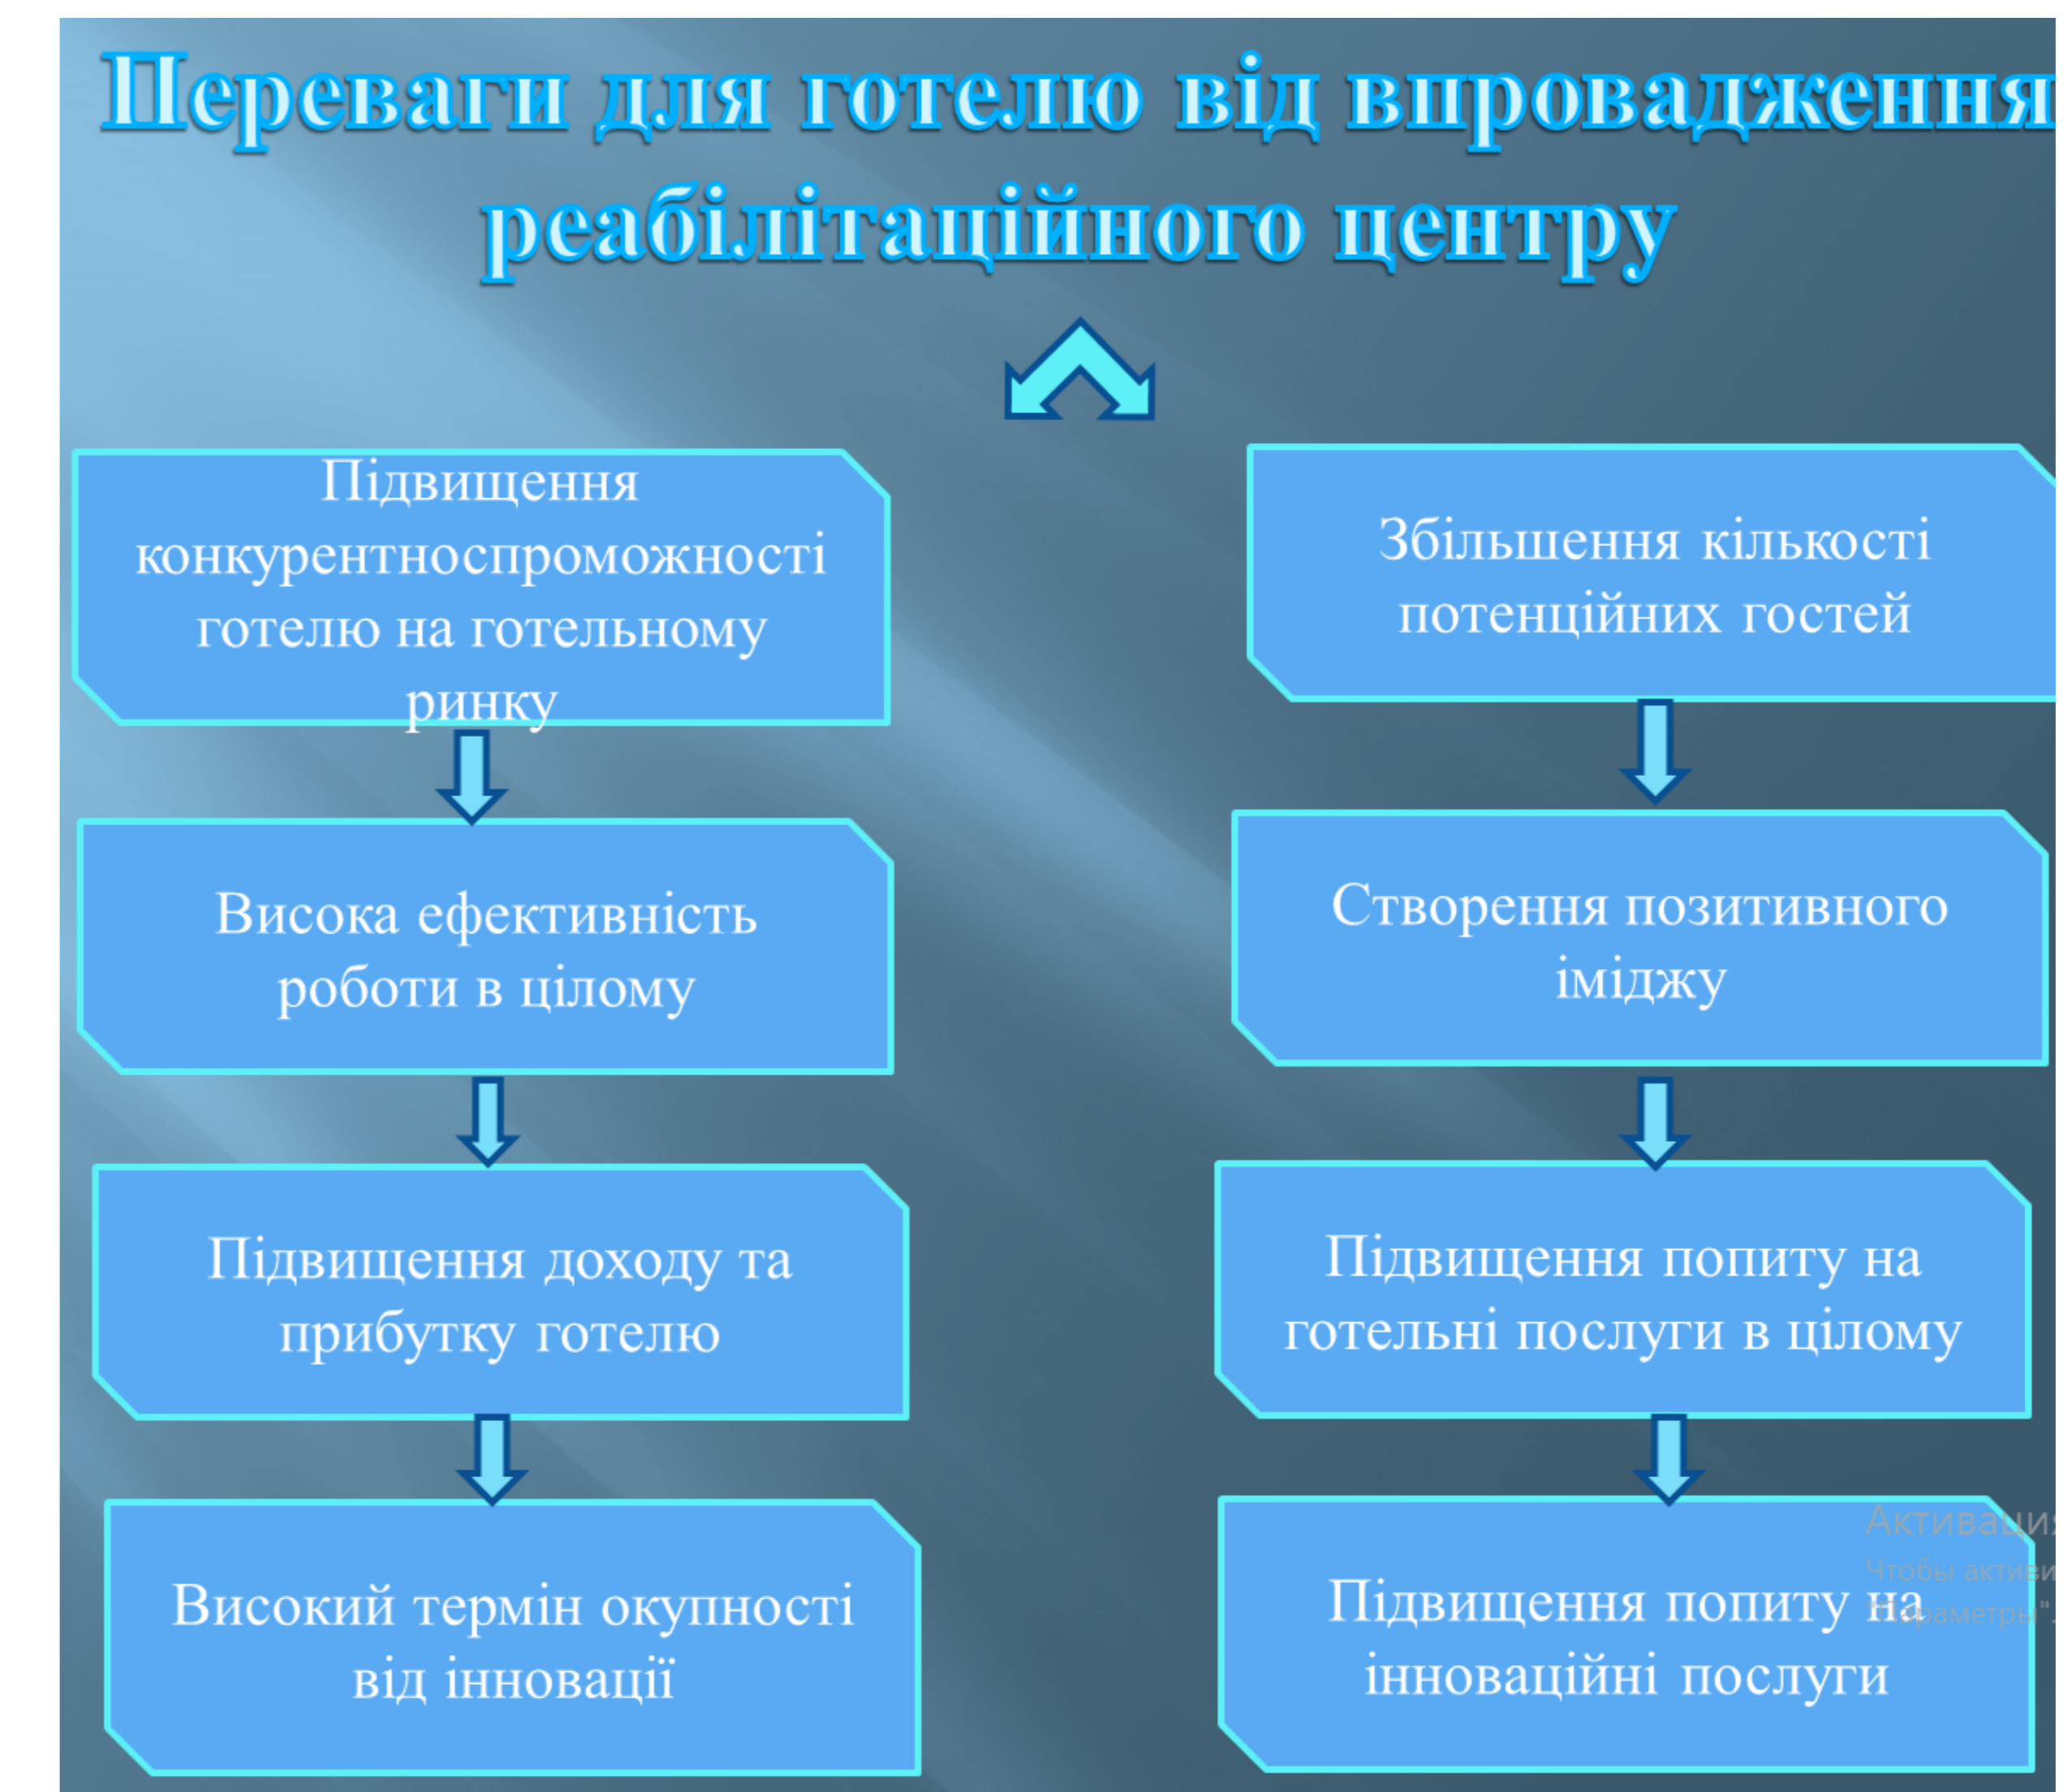 Переваги для готелю від впровадження
реабілітаційного центру
Підвищення
конкурентноспроможності
готелю на готельному
ринку
Висока ефективність
роботи в цілому
Підвищення доходу та
прибутку готелю
Високий термін окупності
від інновації
Збільшення кількості
потенційних гостей
Створення позитивного
іміджу
Підвищення попиту на
готельні послуги в цілому
Підвищення попиту на
інноваційні послуги
Чтобы